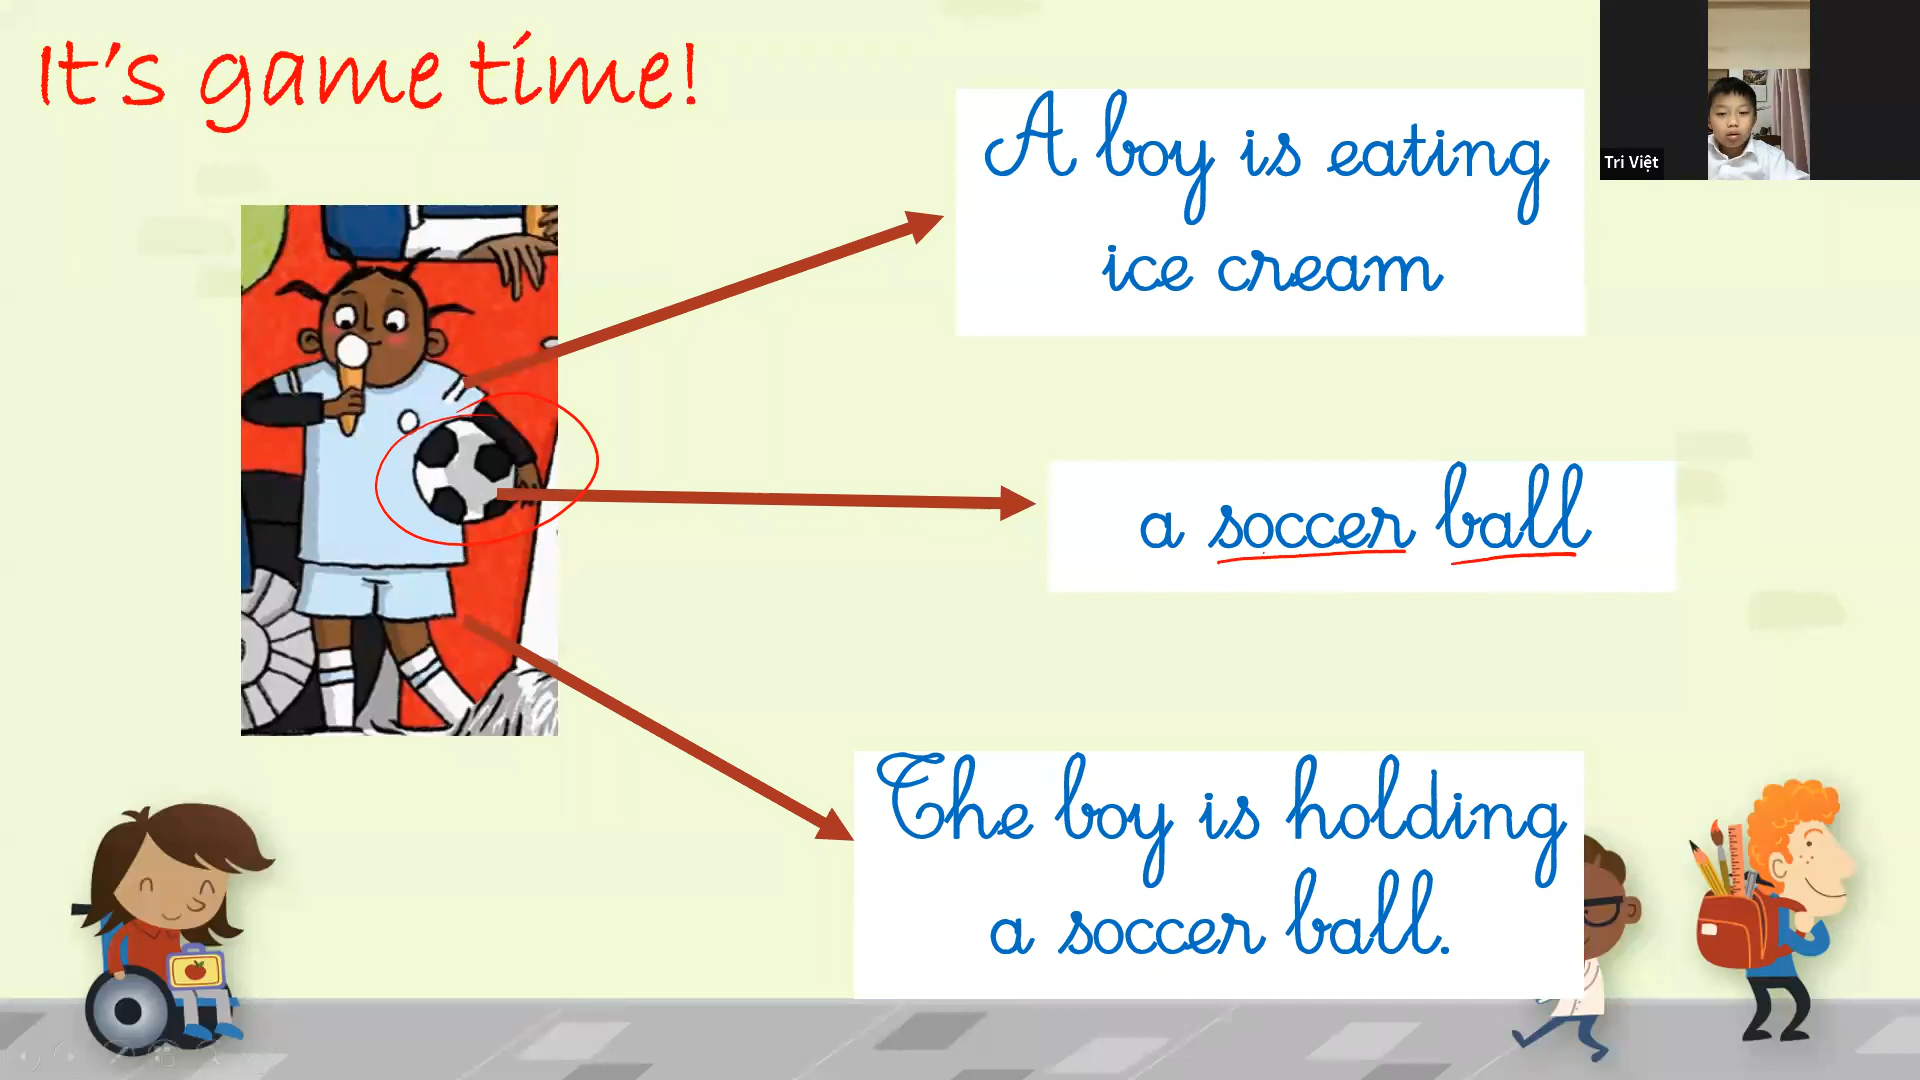 It's game time!
A boy is eating
ice cream
Tri Việt
a soccer ball
The boy is holding
a soccer ball.